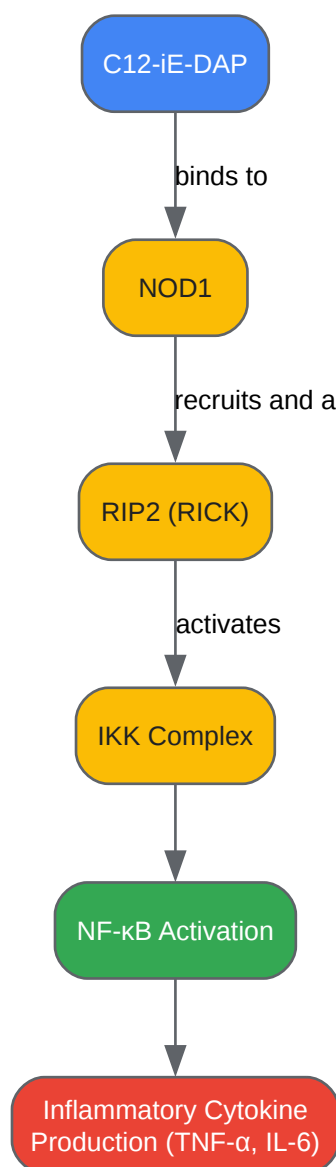 C12-iE-DAP
binds to
NOD1
recruits and a
RIP2 (RICK)
activates
IKK Complex
NF-κB Activation
Inflammatory Cytokine
Production (TNF-α, IL-6)